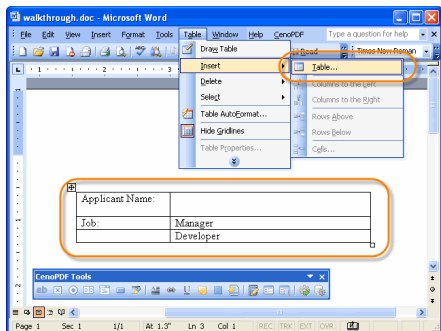 walkthrough.doc - Microsoft Word
File Edit View Insert Format Tools Table Window Help CenoPDF Type a question for help
Draw Table
Read Times New Roman
Insert
Table...
Delete
Columns to the Left
Select
Columns to the Right
Table AutoFormat...
Rows Above
Hide Gridlines
Rows Below
Table Properties...
Cells...
Applicant Name:
Job: Manager
Developer
CenoPDF Tools
Page 1 Sec 1 1/1 At 1.3" Ln 3 Col 1 REC TRK EXT OVR